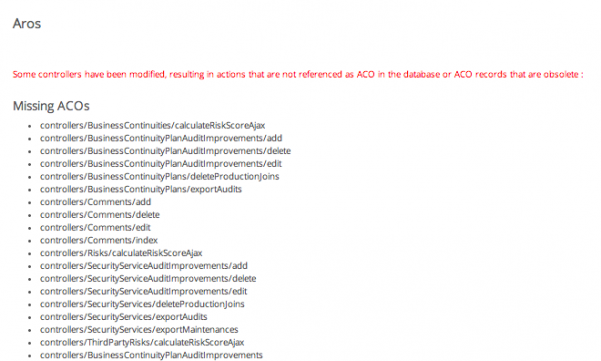 Aros
Some controllers have been modified, resulting in actions that are not referenced as ACO in the database or ACO records that are obsolete :
Missing ACOs
controllers/BusinessContinuities/calculateRiskScoreAjax
controllers/BusinessContinuityPlanAuditImprovements/add
controllers/BusinessContinuityPlanAuditImprovements/delete
controllers/BusinessContinuityPlanAuditImprovements/edit
controllers/BusinessContinuityPlans/deleteProductionJoins
controllers/BusinessContinuityPlans/exportAudits
controllers/Comments/add
controllers/Comments/delete
controllers/Comments/edit
controllers/Comments/index
controllers/Risks/calculateRiskScoreAjax
controllers/SecurityServiceAuditImprovements/add
controllers/SecurityServiceAuditImprovements/delete
controllers/SecurityServiceAuditImprovements/edit
controllers/SecurityServices/deleteProductionJoins
controllers/SecurityServices/exportAudits
controllers/SecurityServices/exportMaintenances
controllers/ThirdPartyRisks/calculateRiskScoreAjax
controllers/BusinessContinuityPlanAuditImprovements